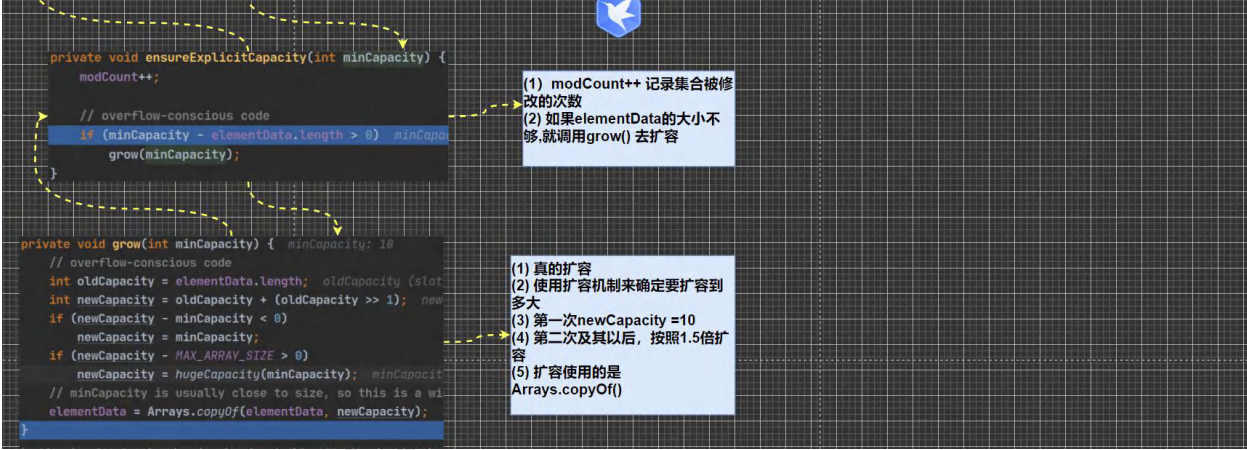 private void ensureExplicitCapacity(int minCapacity) {
modCount++;
// overflow-conscious code
if (minCapacity - elementData.length > 0) minCapa
grow(minCapacity);
}
(1) modCount++ 记录集合被修
改的次数
(2) 如果elementData的大小不
够,就调用grow() 去扩容
private void grow(int minCapacity) { minCapacity: 10
// overflow-conscious code
int oldCapacity = elementData.length; oldCapacity (slot
int newCapacity = oldCapacity + (oldCapacity >> 1); new
if (newCapacity - minCapacity < 0)
newCapacity = minCapacity;
if (newCapacity - MAX_ARRAY_SIZE > 0)
newCapacity = hugeCapacity(minCapacity); minCapacit
// minCapacity is usually close to size, so this is a wi
elementData = Arrays.copyOf(elementData, newCapacity);
}
(1) 真的扩容
(2) 使用扩容机制来确定要扩容到
多大
(3) 第一次newCapacity =10
(4) 第二次及其以后，按照1.5倍扩
容
(5) 扩容使用的是
Arrays.copyOf()